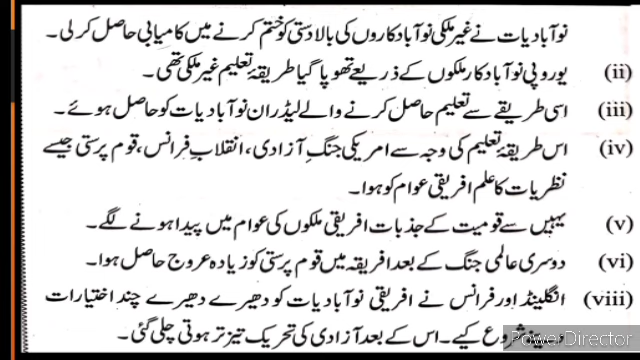 نوآبادیات نے غیر ملکی نوآبادکاروں کی بالادستی کو ختم کرنے میں کامیابی حاصل کر لی۔
(ii) یوروپی نوآبادکار ملکوں کے ذریعے تھوپا گیا طریقۂ تعلیم غیر ملکی تھی۔
(iii) اسی طریقے سے تعلیم حاصل کرنے والے لیڈران نوآبادیات کو حاصل ہوئے۔
(iv) اس طریقۂ تعلیم کی وجہ سے امریکی جنگِ آزادی، انقلابِ فرانس، قوم پرستی جیسے
نظریات کا علم افریقی عوام کو ہوا۔
(v) یہیں سے قومیت کے جذبات افریقی ملکوں کی عوام میں پیدا ہونے لگے۔
(vi) دوسری عالمی جنگ کے بعد افریقہ میں قوم پرستی کو زیادہ عروج حاصل ہوا۔
(viii) انگلینڈ اور فرانس نے افریقی نوآبادیات کو دھیرے دھیرے چند اختیارات
شروع کیے۔ اس کے بعد آزادی کی تحریک تیز تر ہوتی چلی گئی۔
PowerDirector